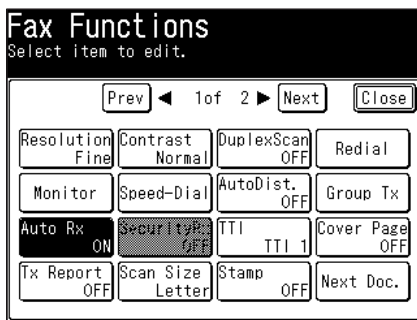 Fax Functions
Select item to edit.
Prev ◀ 1of 2 ▶ Next Close
Resolution Fine Contrast Normal DuplexScan OFF Redial
Monitor Speed-Dial AutoDist. OFF Group Tx
Auto Rx ON OFF TTI TTI 1 Cover Page OFF
Tx Report OFF Scan Size Letter Stamp OFF Next Doc.